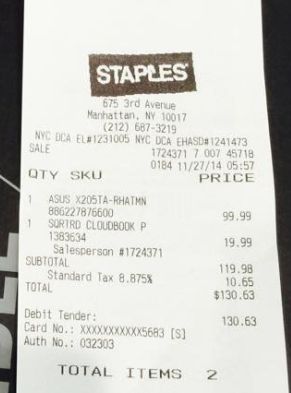 STAPLES
675 3rd Avenue
Manhattan, NY 10017
(212) 687-3219
NYC DCA EL#1231005 NYC DCA EHASD#1241473
SALE 1724371 7 007 45718
0184 11/27/14 05:57
QTY SKU PRICE
1 ASUS X205TA-RHATMN
886227876600 99.99
1 SQRTRD CLOUDBOOK P
1383634 19.99
Salesperson #1724371
SUBTOTAL 119.98
Standard Tax 8.875% 10.65
TOTAL $130.63
Debit Tender: 130.63
Card No.: XXXXXXXXXXX5683 [S]
Auth No.: 032303
TOTAL ITEMS 2